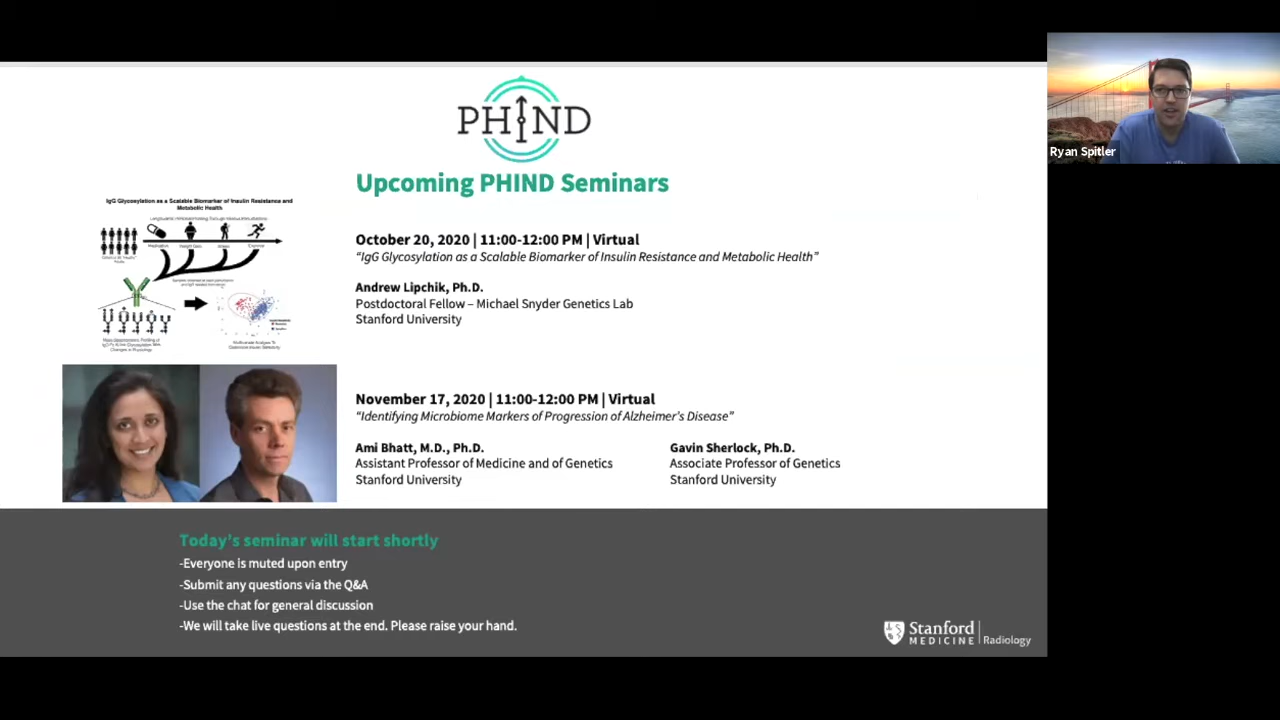 PHIND
Upcoming PHIND Seminars
Ryan Spitler
IgG Glycosylation as a Scalable Biomarker of Insulin Resistance and
Metabolic Health
October 20, 2020 | 11:00-12:00 PM | Virtual
“IgG Glycosylation as a Scalable Biomarker of Insulin Resistance and Metabolic Health”
Andrew Lipchik, Ph.D.
Postdoctoral Fellow – Michael Snyder Genetics Lab
Stanford University
November 17, 2020 | 11:00-12:00 PM | Virtual
“Identifying Microbiome Markers of Progression of Alzheimer’s Disease”
Ami Bhatt, M.D., Ph.D.
Assistant Professor of Medicine and of Genetics
Stanford University
Gavin Sherlock, Ph.D.
Associate Professor of Genetics
Stanford University
Today’s seminar will start shortly
-Everyone is muted upon entry
-Submit any questions via the Q&A
-Use the chat for general discussion
-We will take live questions at the end. Please raise your hand.
Stanford
MEDICINE
Radiology